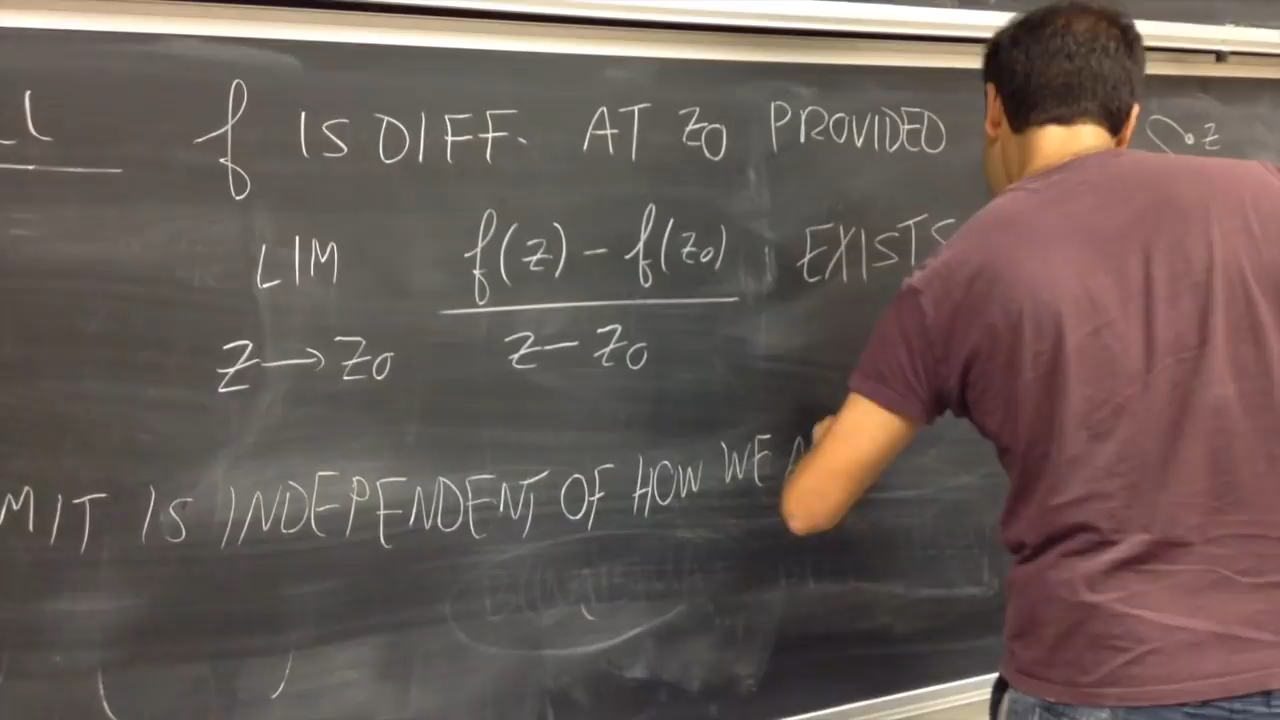 f IS DIFF. AT Z0 PROVIDED
LIM f(z) - f(z0) EXISTS
Z→Z0 z - z0
MIT IS INDEPENDENT OF HOW WE A
z